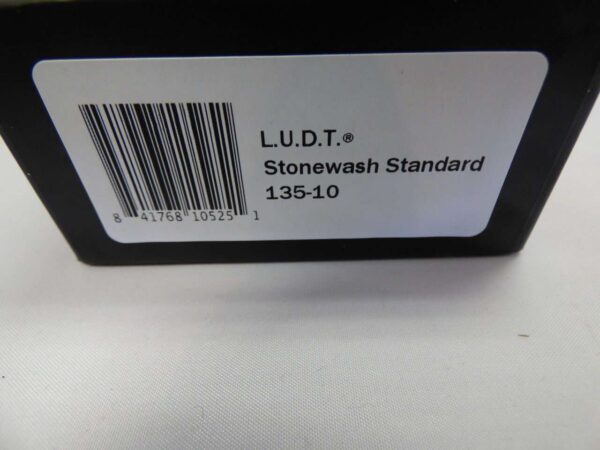 L.U.D.T.®
Stonewash Standard
135-10
8 41768 10525 1